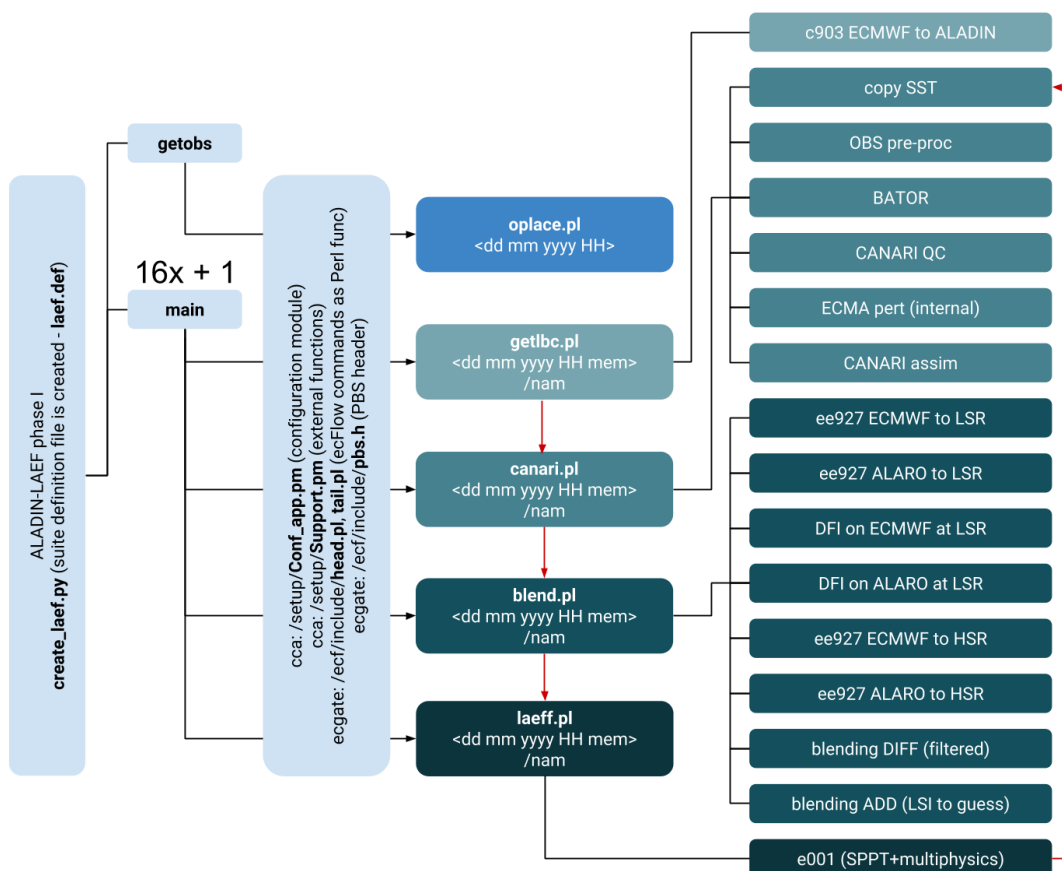 ALADIN-LAEF phase I
create_laef.py (suite definition file is created - laef.def)
getobs
16x + 1
main
cca: /setup/Conf_app.pm (configuration module)
cca: /setup/Support.pm (external functions)
ecgate: /ecf/include/head.pl, tail.pl (ecFlow commands as Perl func)
ecgate: /ecf/include/pbs.h (PBS header)
oplace.pl
<dd mm yyyy HH>
getlbc.pl
<dd mm yyyy HH mem>
/nam
canari.pl
<dd mm yyyy HH mem>
/nam
blend.pl
<dd mm yyyy HH mem>
/nam
laeff.pl
<dd mm yyyy HH mem>
/nam
c903 ECMWF to ALADIN
copy SST
OBS pre-proc
BATOR
CANARI QC
ECMA pert (internal)
CANARI assim
ee927 ECMWF to LSR
ee927 ALARO to LSR
DFI on ECMWF at LSR
DFI on ALARO at LSR
ee927 ECMWF to HSR
ee927 ALARO to HSR
blending DIFF (filtered)
blending ADD (LSI to guess)
e001 (SPPT+multiphysics)